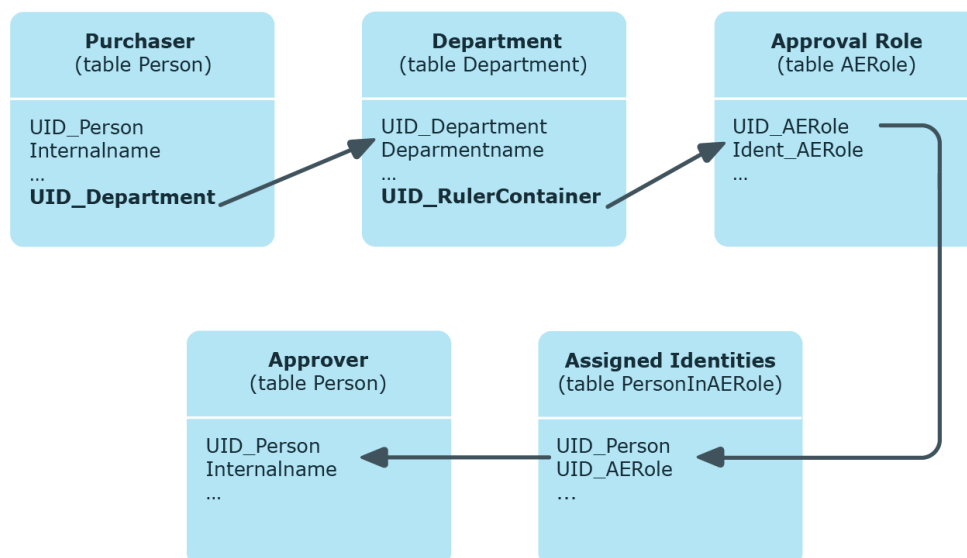 Purchaser
(table Person)
UID_Person
Internalname
...
UID_Department
Department
(table Department)
UID_Department
Deparmentname
...
UID_RulerContainer
Approval Role
(table AERole)
UID_AERole
Ident_AERole
...
Approver
(table Person)
UID_Person
Internalname
...
Assigned Identities
(table PersonInAERole)
UID_Person
UID_AERole
...